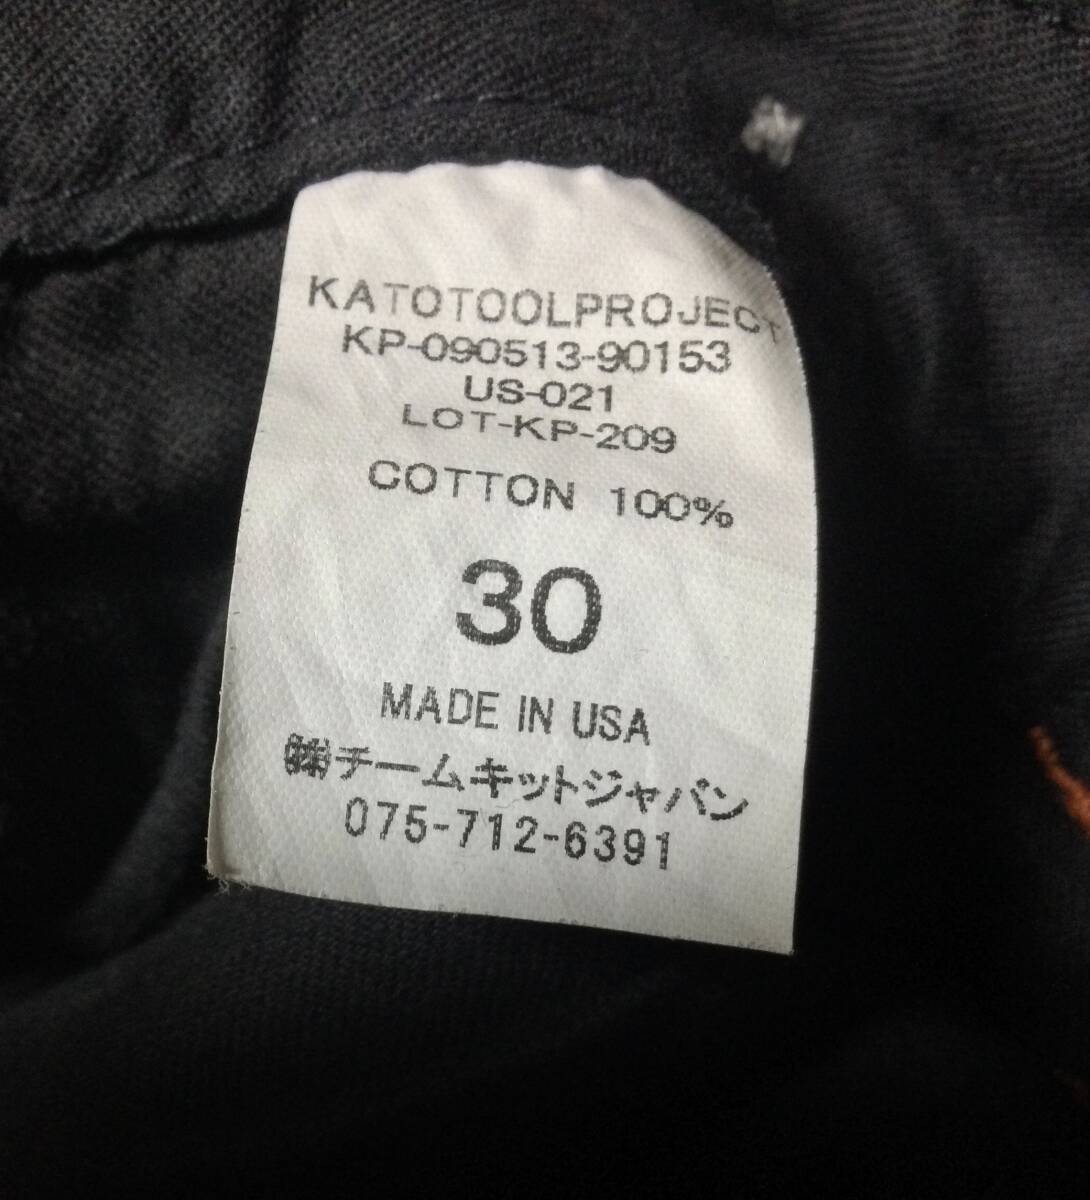 KATOTOOLPROJECT
KP-090513-90153
US-021
LOT-KP-209
COTTON 100%
30
MADE IN USA
㈱チームキットジャパン
075-712-6391